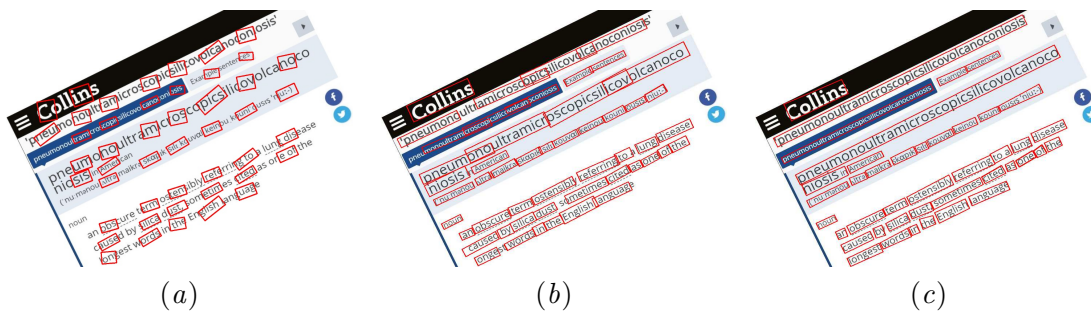 Collins
'pneumonoultramicroscopicsilicovolcanoconiosis'
Example sentences
pneumonoultramicroscopicsilicovolcanoconiosis
pneumonoultramicroscopicsilicovolcanoco
niosis in American
noun
an obscure term ostensibly referring to a lung disease
caused by silica dust, sometimes cited as one of the
longest words in the English language
(a)
Collins
'pneumonoultramicroscopicsilicovolcanoconiosis'
Example sentences
pneumonoultramicroscopicsilicovolcanoconiosis
pneumonoultramicroscopicsilicovolcanoco
niosis in American
noun
an obscure term ostensibly referring to a lung disease
caused by silica dust, sometimes cited as one of the
longest words in the English language
(b)
Collins
'pneumonoultramicroscopicsilicovolcanoconiosis
Example sentences
pneumonoultramicroscopicsilicovolcanoconiosis
pneumonoultramicroscopicsilicovolcanoco
niosis in American
noun
an obscure term ostensibly referring to a lung disease
caused by silica dust, sometimes cited as one of the
longest words in the English language
(c)